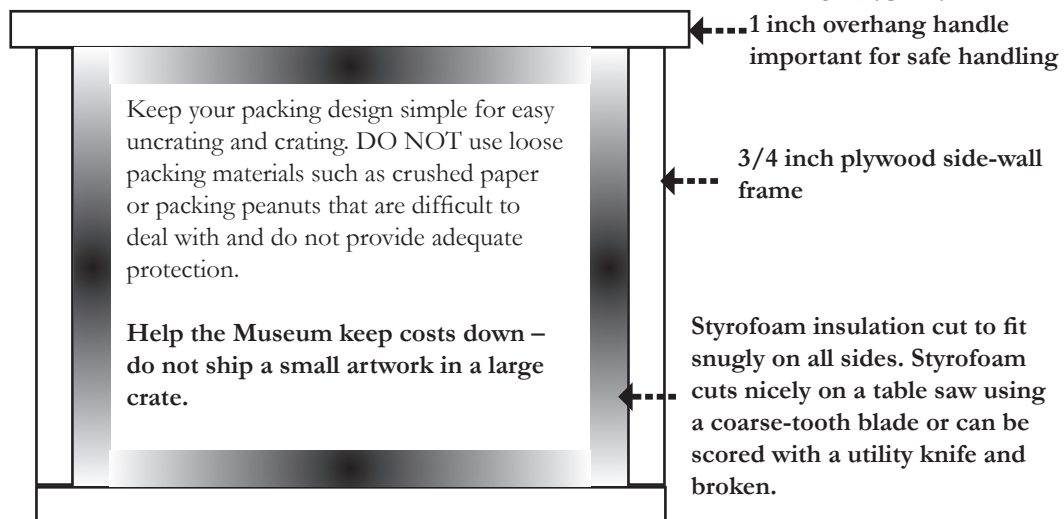 1 inch overhang handle
important for safe handling
Keep your packing design simple for easy
uncrating and crating. DO NOT use loose
packing materials such as crushed paper
or packing peanuts that are difficult to
deal with and do not provide adequate
protection.
Help the Museum keep costs down –
do not ship a small artwork in a large
crate.
3/4 inch plywood side-wall
frame
Styrofoam insulation cut to fit
snugly on all sides. Styrofoam
cuts nicely on a table saw using
a coarse-tooth blade or can be
scored with a utility knife and
broken.